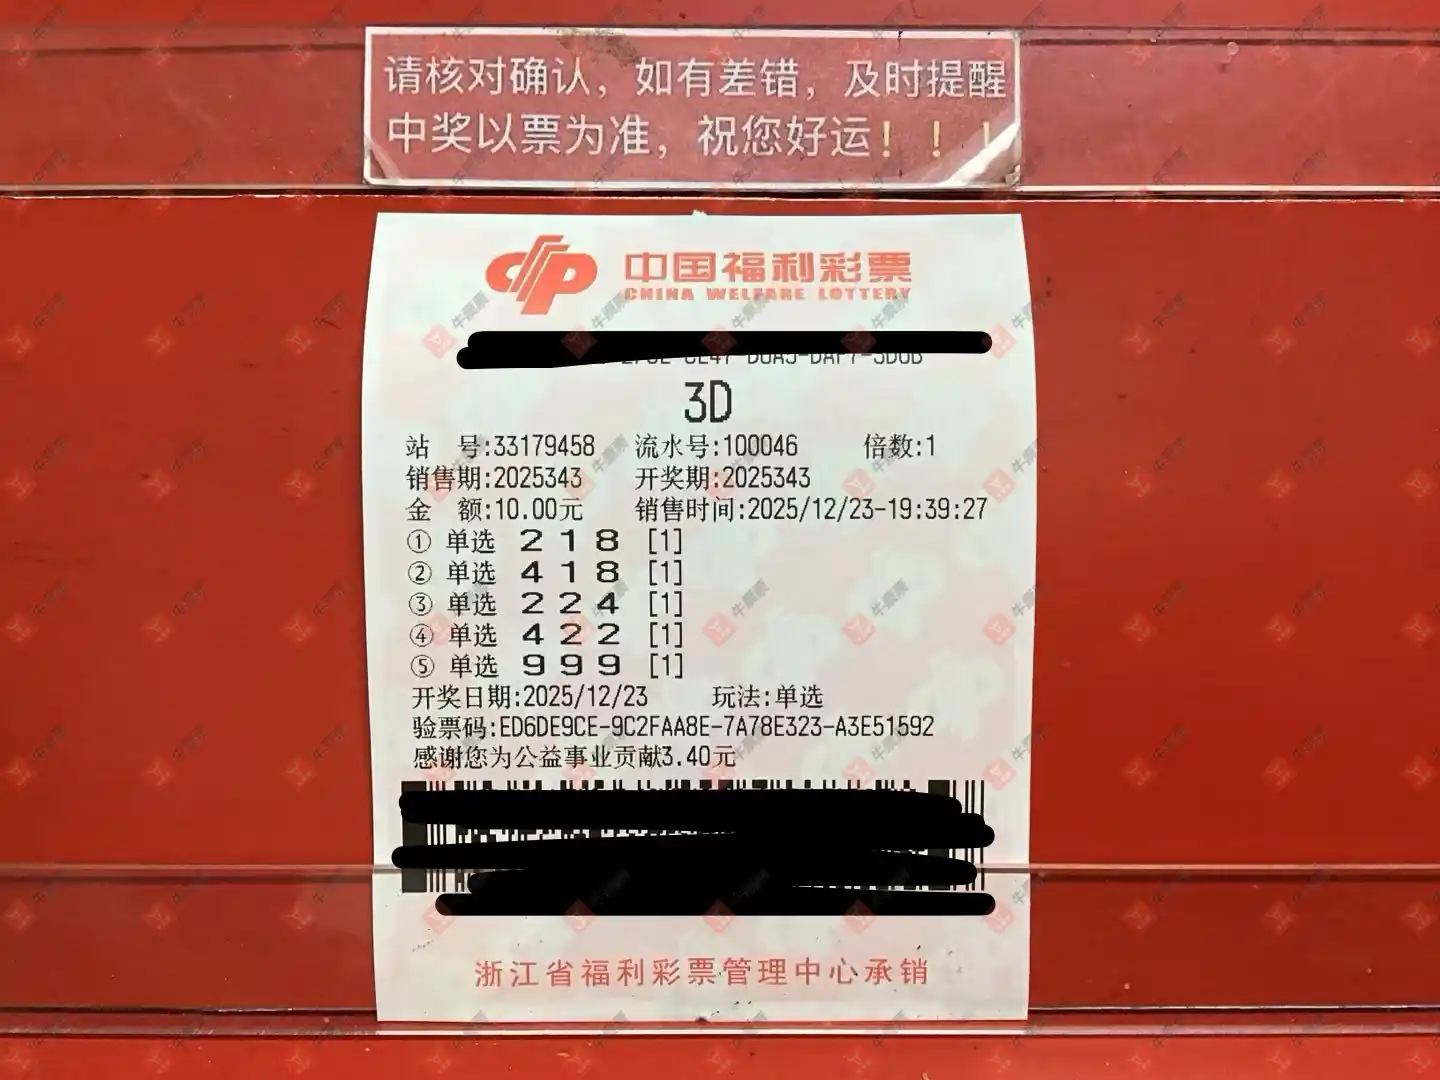 请核对确认，如有差错，及时提醒
中奖以票为准，祝您好运！！！
中国福利彩票
CHINA WELFARE LOTTERY
3D
站 号:33179458 流水号:100046 倍数:1
销售期:2025343 开奖期:2025343
金 额:10.00元 销售时间:2025/12/23-19:39:27
① 单选 2 1 8 [1]
② 单选 4 1 8 [1]
③ 单选 2 2 4 [1]
④ 单选 4 2 2 [1]
⑤ 单选 9 9 9 [1]
开奖日期:2025/12/23 玩法:单选
验票码:ED6DE9CE-9C2FAA8E-7A78E323-A3E51592
感谢您为公益事业贡献3.40元
浙江省福利彩票管理中心承销